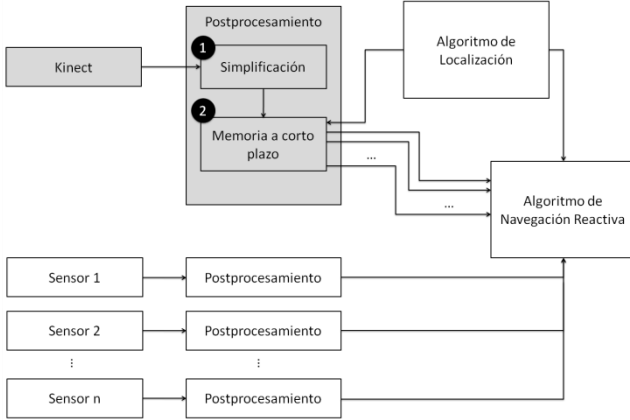 Postprocesamiento
1
Simplificación
Kinect
Algoritmo de
Localización
2
Memoria a corto
plazo
...
...
Algoritmo de
Navegación Reactiva
Sensor 1
Postprocesamiento
Sensor 2
Postprocesamiento
...
...
Sensor n
Postprocesamiento